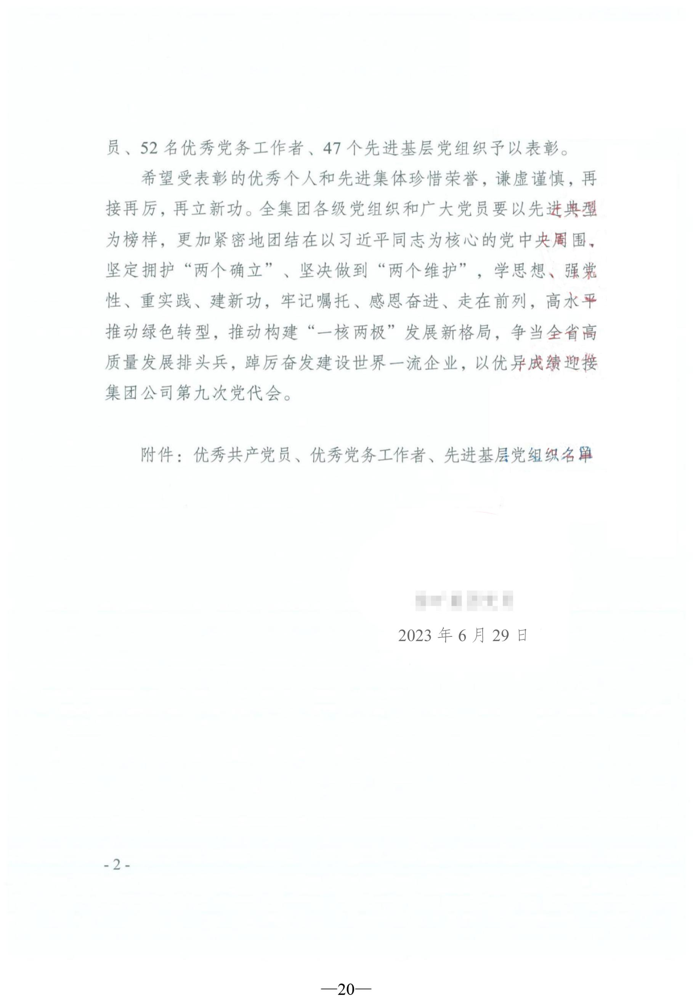 员、52 名优秀党务工作者、47 个先进基层党组织予以表彰。
希望受表彰的优秀个人和先进集体珍惜荣誉，谦虚谨慎，再
接再厉，再立新功。全集团各级党组织和广大党员要以先进典型
为榜样，更加紧密地团结在以习近平同志为核心的党中央周围，
坚定拥护“两个确立”、坚决做到“两个维护”，学思想、强党
性、重实践、建新功，牢记嘱托、感恩奋进、走在前列，高水平
推动绿色转型，推动构建“一核两极”发展新格局，争当全省高
质量发展排头兵，踔厉奋发建设世界一流企业，以优异成绩迎接
集团公司第九次党代会。
附件：优秀共产党员、优秀党务工作者、先进基层党组织名单
2023 年 6 月 29 日
- 2 -
—20—